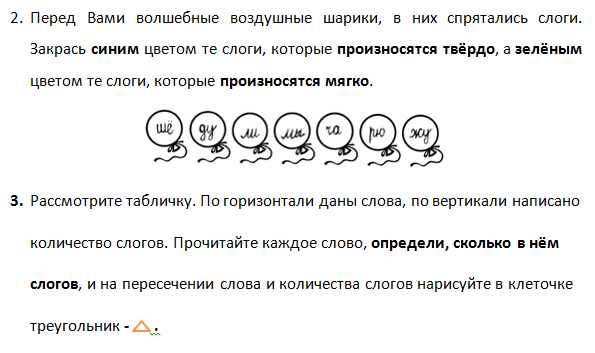 2. Перед Вами волшебные воздушные шарики, в них спрятались слоги.
Закрась синим цветом те слоги, которые произносятся твёрдо, а зелёным
цветом те слоги, которые произносятся мягко.
шё ду ли мы ча рю жу
3. Рассмотрите табличку. По горизонтали даны слова, по вертикали написано
количество слогов. Прочитайте каждое слово, определи, сколько в нём
слогов, и на пересечении слова и количества слогов нарисуйте в клеточке
треугольник - .